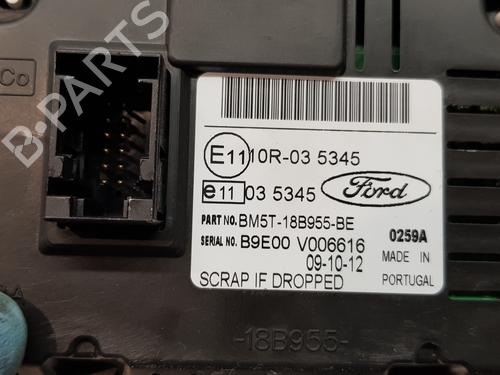 Co
B-PARTS
E11 10R-03 5345
e11 03 5345
Ford
PART NO. BM5T-18B955-BE
SERIAL NO. B9E00 V006616
0259A
09-10-12
MADE IN
PORTUGAL
SCRAP IF DROPPED
-18B955-